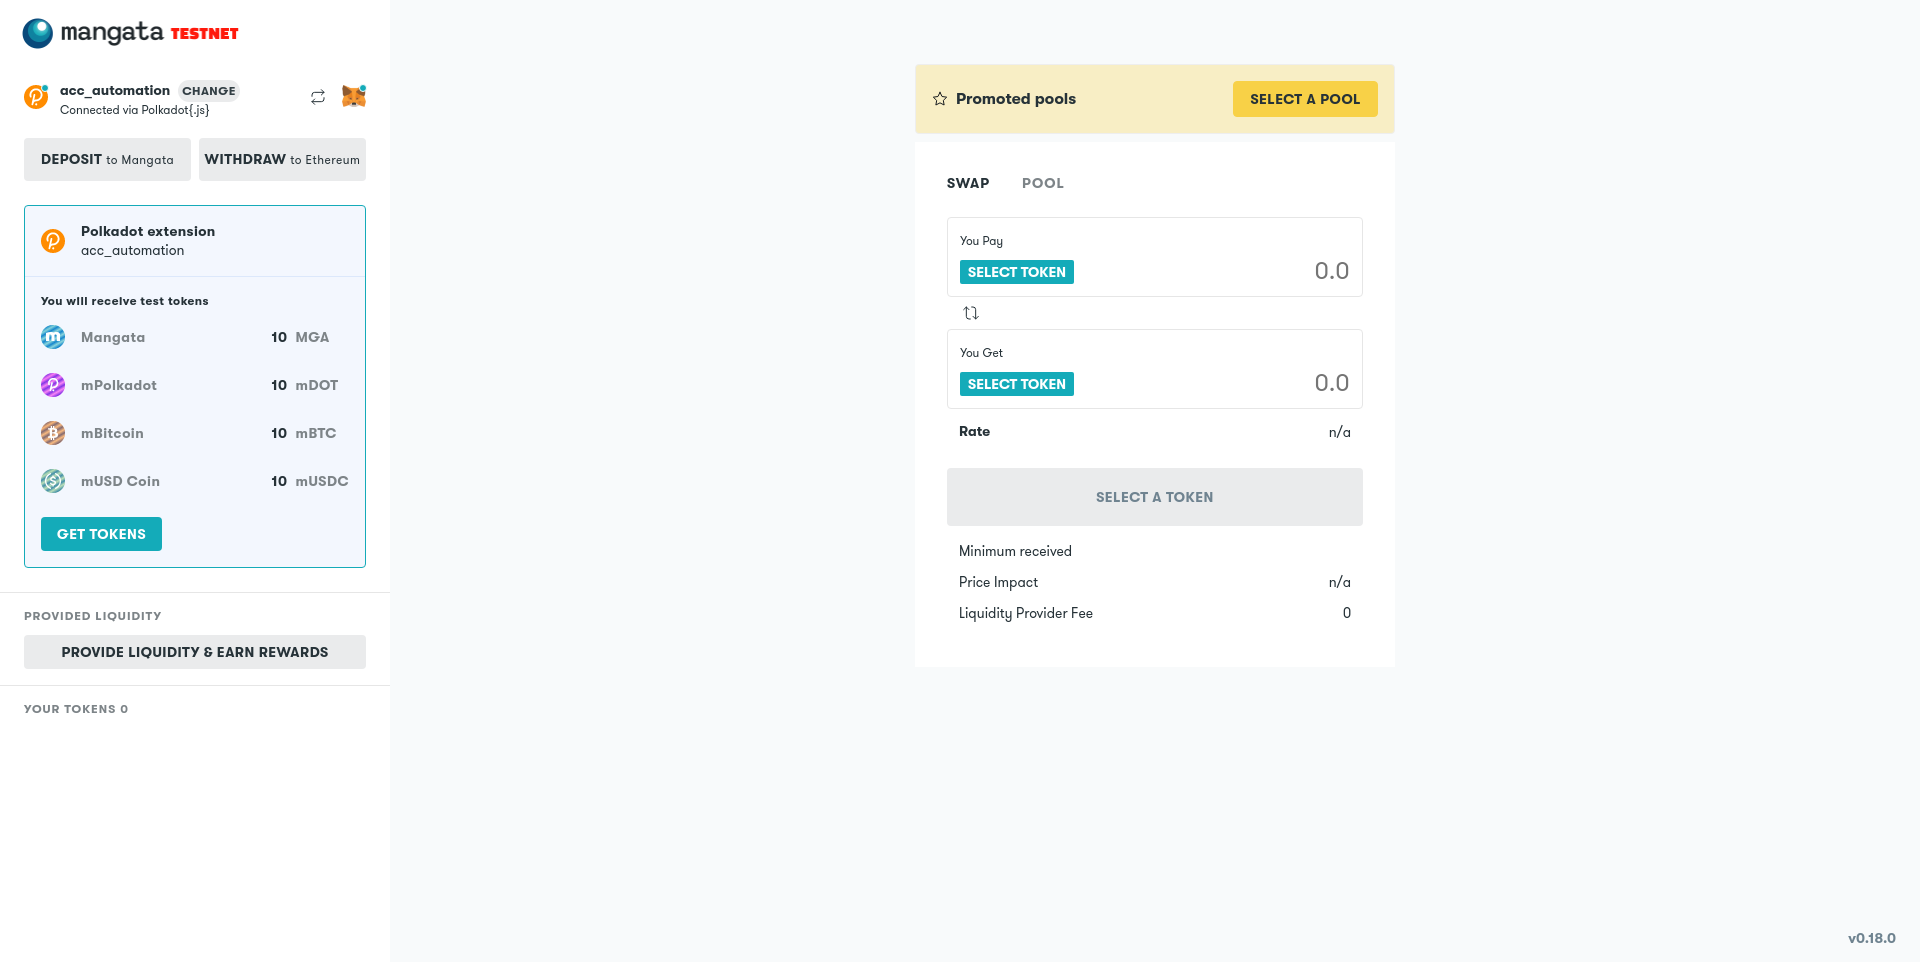 mangata TESTNET
acc_automation CHANGE
Connected via Polkadot{.js}
DEPOSIT to Mangata
WITHDRAW to Ethereum
Polkadot extension
acc_automation
You will receive test tokens
Mangata 10 MGA
mPolkadot 10 mDOT
mBitcoin 10 mBTC
mUSD Coin 10 mUSDC
GET TOKENS
PROVIDED LIQUIDITY
PROVIDE LIQUIDITY & EARN REWARDS
YOUR TOKENS 0
Promoted pools
SELECT A POOL
SWAP
POOL
You Pay
SELECT TOKEN 0.0
You Get
SELECT TOKEN 0.0
Rate n/a
SELECT A TOKEN
Minimum received
Price Impact n/a
Liquidity Provider Fee 0
v0.18.0